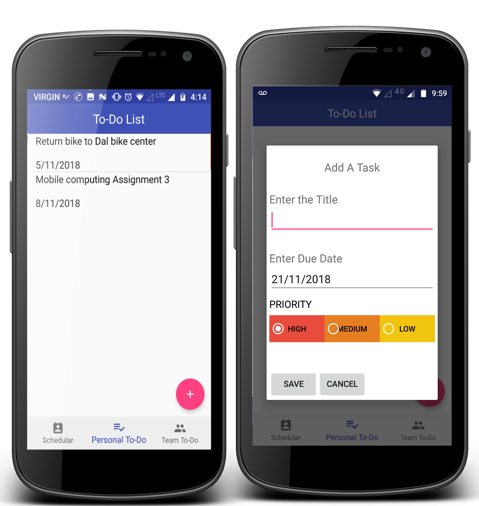 VIRGIN LTE 4:14
To-Do List
Return bike to Dal bike center
5/11/2018
Mobile computing Assignment 3
8/11/2018
+
Schedular Personal To-Do Team To-Do
4G 9:59
To-Do List
Add A Task
Enter the Title
Enter Due Date
21/11/2018
PRIORITY
HIGH MEDIUM LOW
SAVE CANCEL
Schedular Personal To-Do Team To-Do